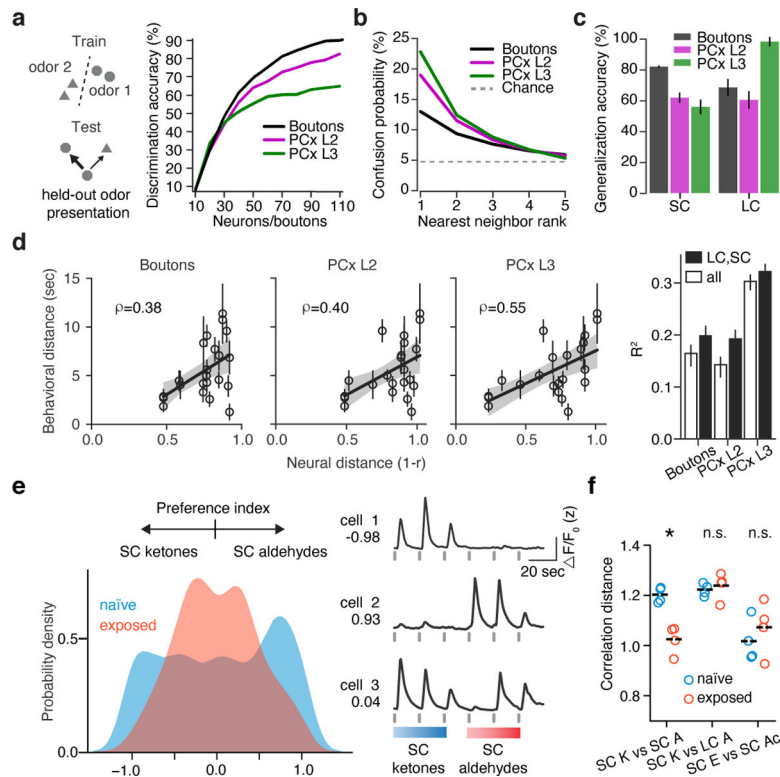 a
Train
odor 2
odor 1
Test
held-out odor
presentation
Discrimination accuracy (%)
90
80
70
60
50
40
30
20
10
Boutons
PCx L2
PCx L3
10 30 50 70 90 110
Neurons/boutons
b
Confusion probability (%)
25
20
15
10
5
0
Boutons
PCx L2
PCx L3
Chance
1 2 3 4 5
Nearest neighbor rank
c
Generalization accuracy (%)
100
80
60
40
20
0
Boutons
PCx L2
PCx L3
SC LC
d
Behavioral distance (sec)
15
10
5
0
Boutons
ρ=0.38
0.0 0.5 1.0
PCx L2
ρ=0.40
0.0 0.5 1.0
PCx L3
ρ=0.55
0.0 0.5 1.0
Neural distance (1-r)
R²
0.3
0.2
0.1
0.0
LC,SC
all
Boutons
PCx L2
PCx L3
e
Preference index
SC ketones SC aldehydes
naïve
exposed
Probability density
0.5
0.0
-1.0 0.0 1.0
cell 1
-0.98
cell 2
0.93
cell 3
0.04
△F/F₀ (z)
20 sec
SC
ketones
SC
aldehydes
f
Correlation distance
1.4
1.2
1.0
0.8
* n.s. n.s.
naïve
exposed
SC K vs SC A
SC K vs LC A
SC E vs SC Ac